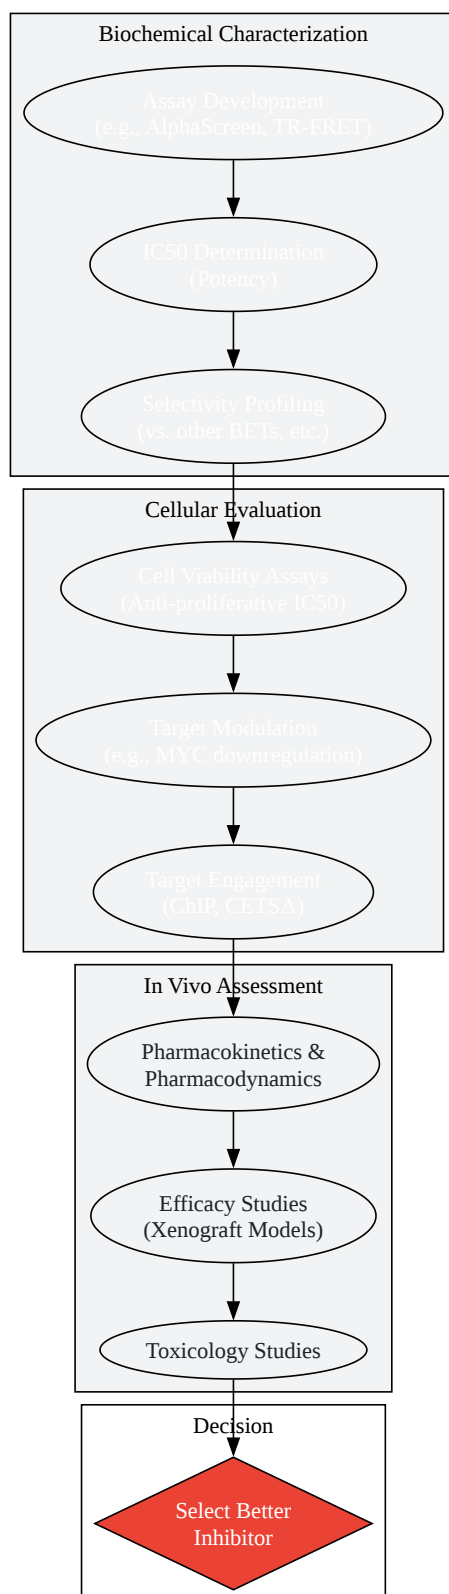 Biochemical Characterization
Assay Development
(e.g., AlphaScreen, TR-FRET)
IC50 Determination
(Potency)
Selectivity Profiling
(vs. other BETs, etc.)
Cellular Evaluation
Cell Viability Assays
(Anti-proliferative IC50)
Target Modulation
(e.g., MYC downregulation)
Target Engagement
(ChIP, CETSA)
In Vivo Assessment
Pharmacokinetics &
Pharmacodynamics
Efficacy Studies
(Xenograft Models)
Toxicology Studies
Decision
Select Better
Inhibitor